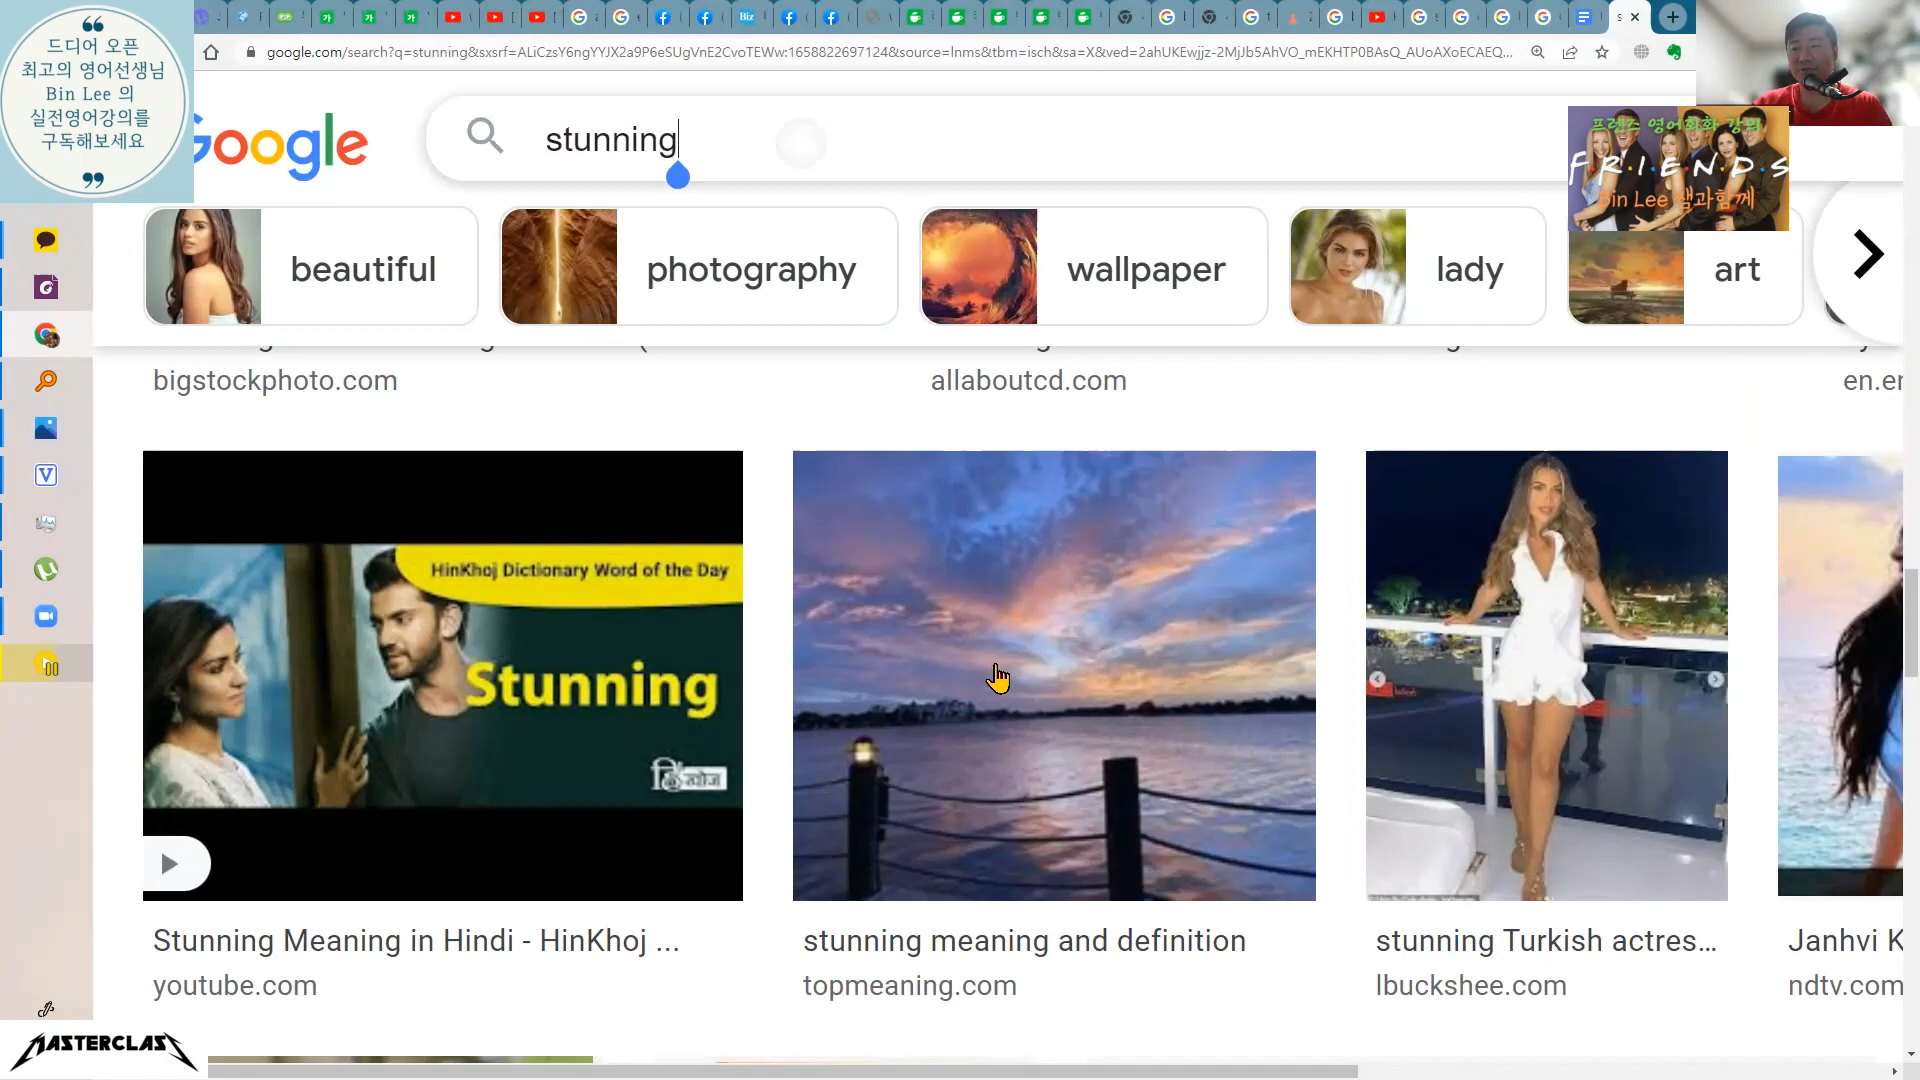 ❝
드디어 오픈
최고의 영어선생님
Bin Lee 의
실전영어강의를
구독해보세요
❞
google.com/search?q=stunning&sxsrf=ALiCzsY6ngYYJX2a9P6eSUgVnE2CvoTEWw:1658822697124&source=lnms&tbm=isch&sa=X&ved=2ahUKEwjjz-2MjJb5AhVO_mEKHTP0BAsQ_AUoAXoECAEQ...
Google
stunning
프렌즈 영어회화 강의
F·R·I·E·N·D·S
Bin Lee 쌤과함께
beautiful
photography
wallpaper
lady
art
bigstockphoto.com
allaboutcd.com
HinKhoj Dictionary Word of the Day
Stunning
Stunning Meaning in Hindi - HinKhoj ...
youtube.com
stunning meaning and definition
topmeaning.com
stunning Turkish actres...
lbuckshee.com
Janhvi K
ndtv.com
MASTERCLASS